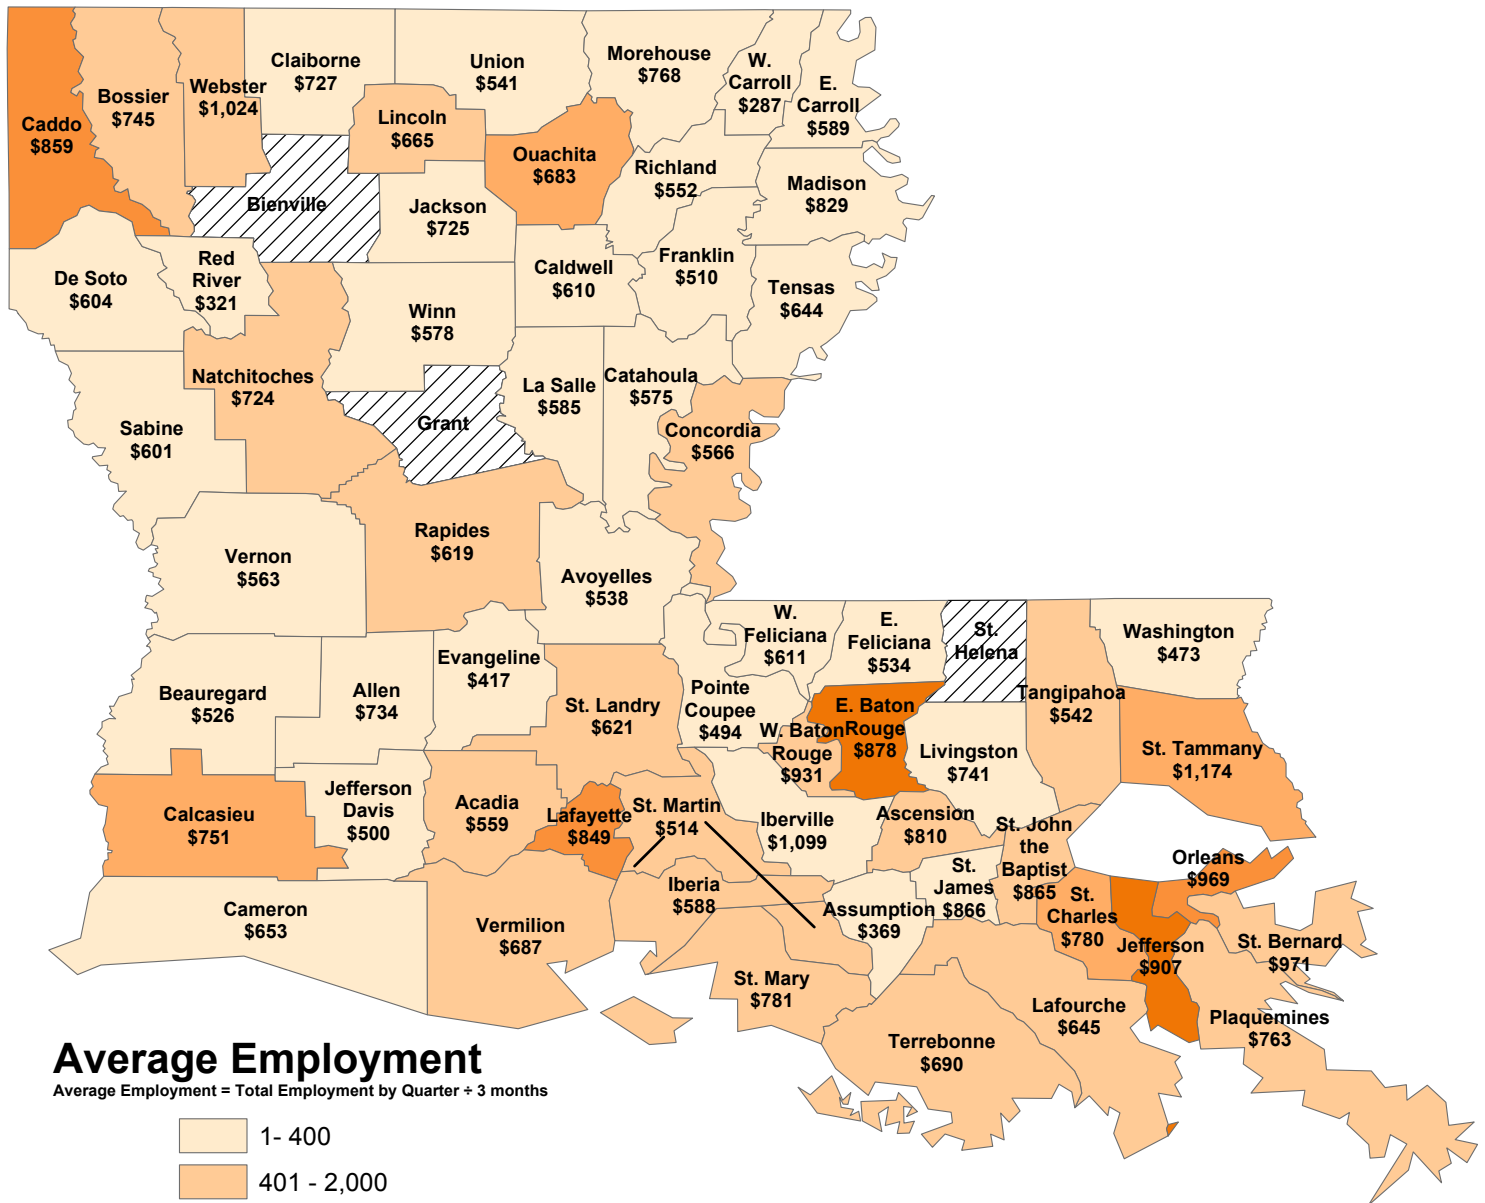 Claiborne
$727
Union
$541
Morehouse
$768
W.
Carroll
$287
E.
Carroll
$589
Bossier
$745
Webster
$1,024
Caddo
$859
Lincoln
$665
Ouachita
$683
Richland
$552
Madison
$829
Bienville
Jackson
$725
De Soto
$604
Red
River
$321
Caldwell
$610
Franklin
$510
Tensas
$644
Winn
$578
Natchitoches
$724
La Salle
$585
Catahoula
$575
Sabine
$601
Grant
Concordia
$566
Rapides
$619
Vernon
$563
Avoyelles
$538
W.
Feliciana
$611
E.
Feliciana
$534
St.
Helena
Washington
$473
Beauregard
$526
Allen
$734
Evangeline
$417
St. Landry
$621
Pointe
Coupee
$494
W. Baton
Rouge
$931
E. Baton
Rouge
$878
Tangipahoa
$542
Livingston
$741
St. Tammany
$1,174
Calcasieu
$751
Jefferson
Davis
$500
Acadia
$559
Lafayette
$849
St. Martin
$514
Iberville
$1,099
Ascension
$810
St. John
the
Baptist
$865
Orleans
$969
Cameron
$653
Vermilion
$687
Iberia
$588
Assumption
$369
St.
James
$866
St.
Charles
$780
Jefferson
$907
St. Bernard
$971
St. Mary
$781
Lafourche
$645
Plaquemines
$763
Terrebonne
$690
Average Employment
Average Employment = Total Employment by Quarter ÷ 3 months
1- 400
401 - 2,000